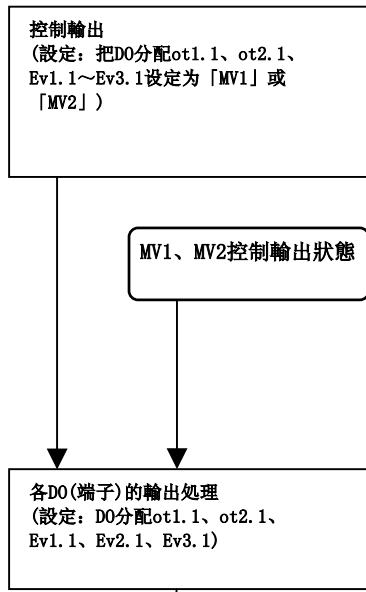 控制輸出
(設定: 把DO分配ot1.1、ot2.1、
Ev1.1～Ev3.1设定为「MV1」或
「MV2」)
MV1、MV2控制輸出狀態
各DO(端子)的輸出処理
(設定: DO分配ot1.1、ot2.1、
Ev1.1、Ev2.1、Ev3.1)